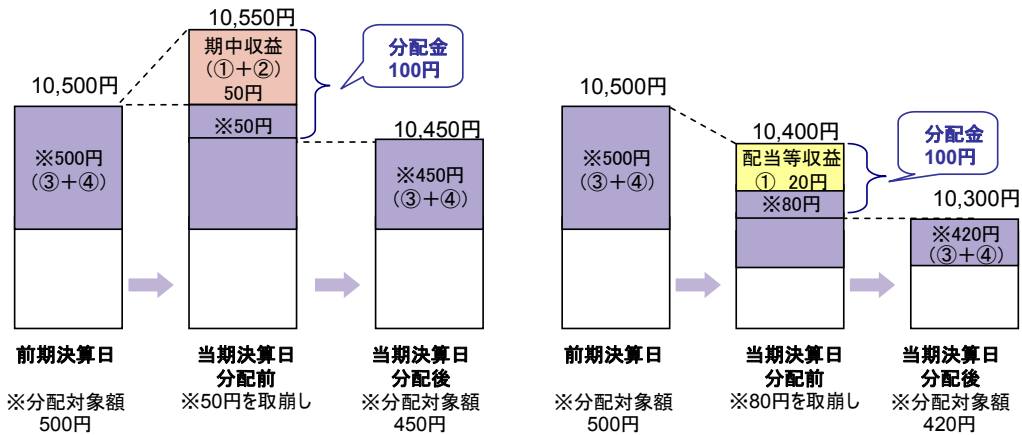 10,550円
期中収益
（①＋②）
50円
分配金
100円
10,500円
※50円
10,450円
※500円
（③＋④）
※450円
（③＋④）
前期決算日
当期決算日
分配前
当期決算日
分配後
※分配対象額
500円
※50円を取崩し
※分配対象額
450円
10,500円
10,400円
分配金
100円
配当等収益
① 20円
※500円
（③＋④）
※80円
10,300円
※420円
（③＋④）
前期決算日
当期決算日
分配前
当期決算日
分配後
※分配対象額
500円
※80円を取崩し
※分配対象額
420円